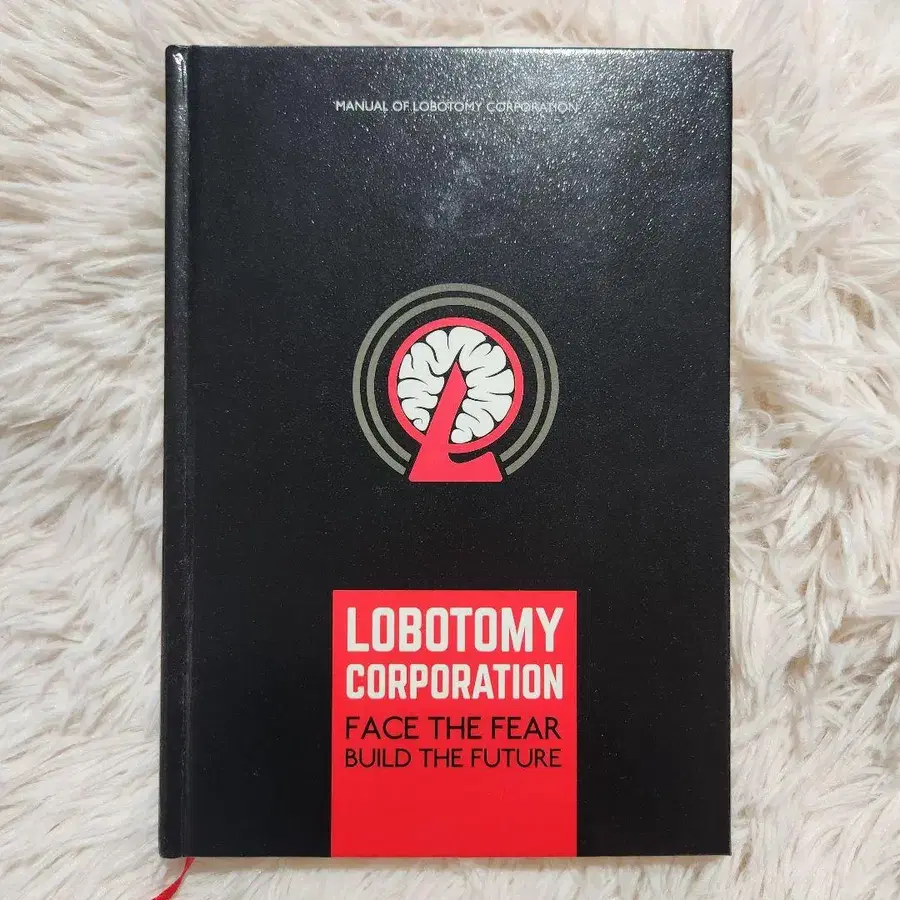 MANUAL OF LOBOTOMY CORPORATION
LOBOTOMY
CORPORATION
FACE THE FEAR
BUILD THE FUTURE